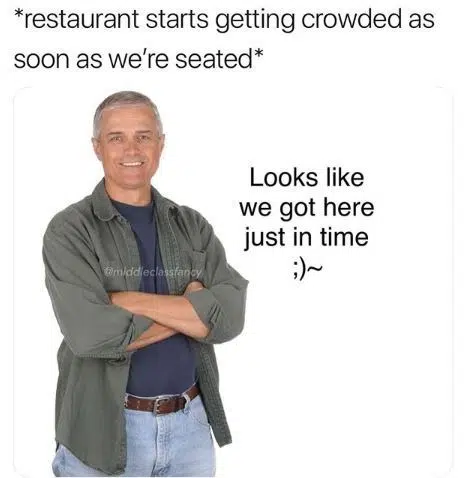 *restaurant starts getting crowded as
soon as we're seated*
Looks like
we got here
just in time
;)~
@middleclassfancy